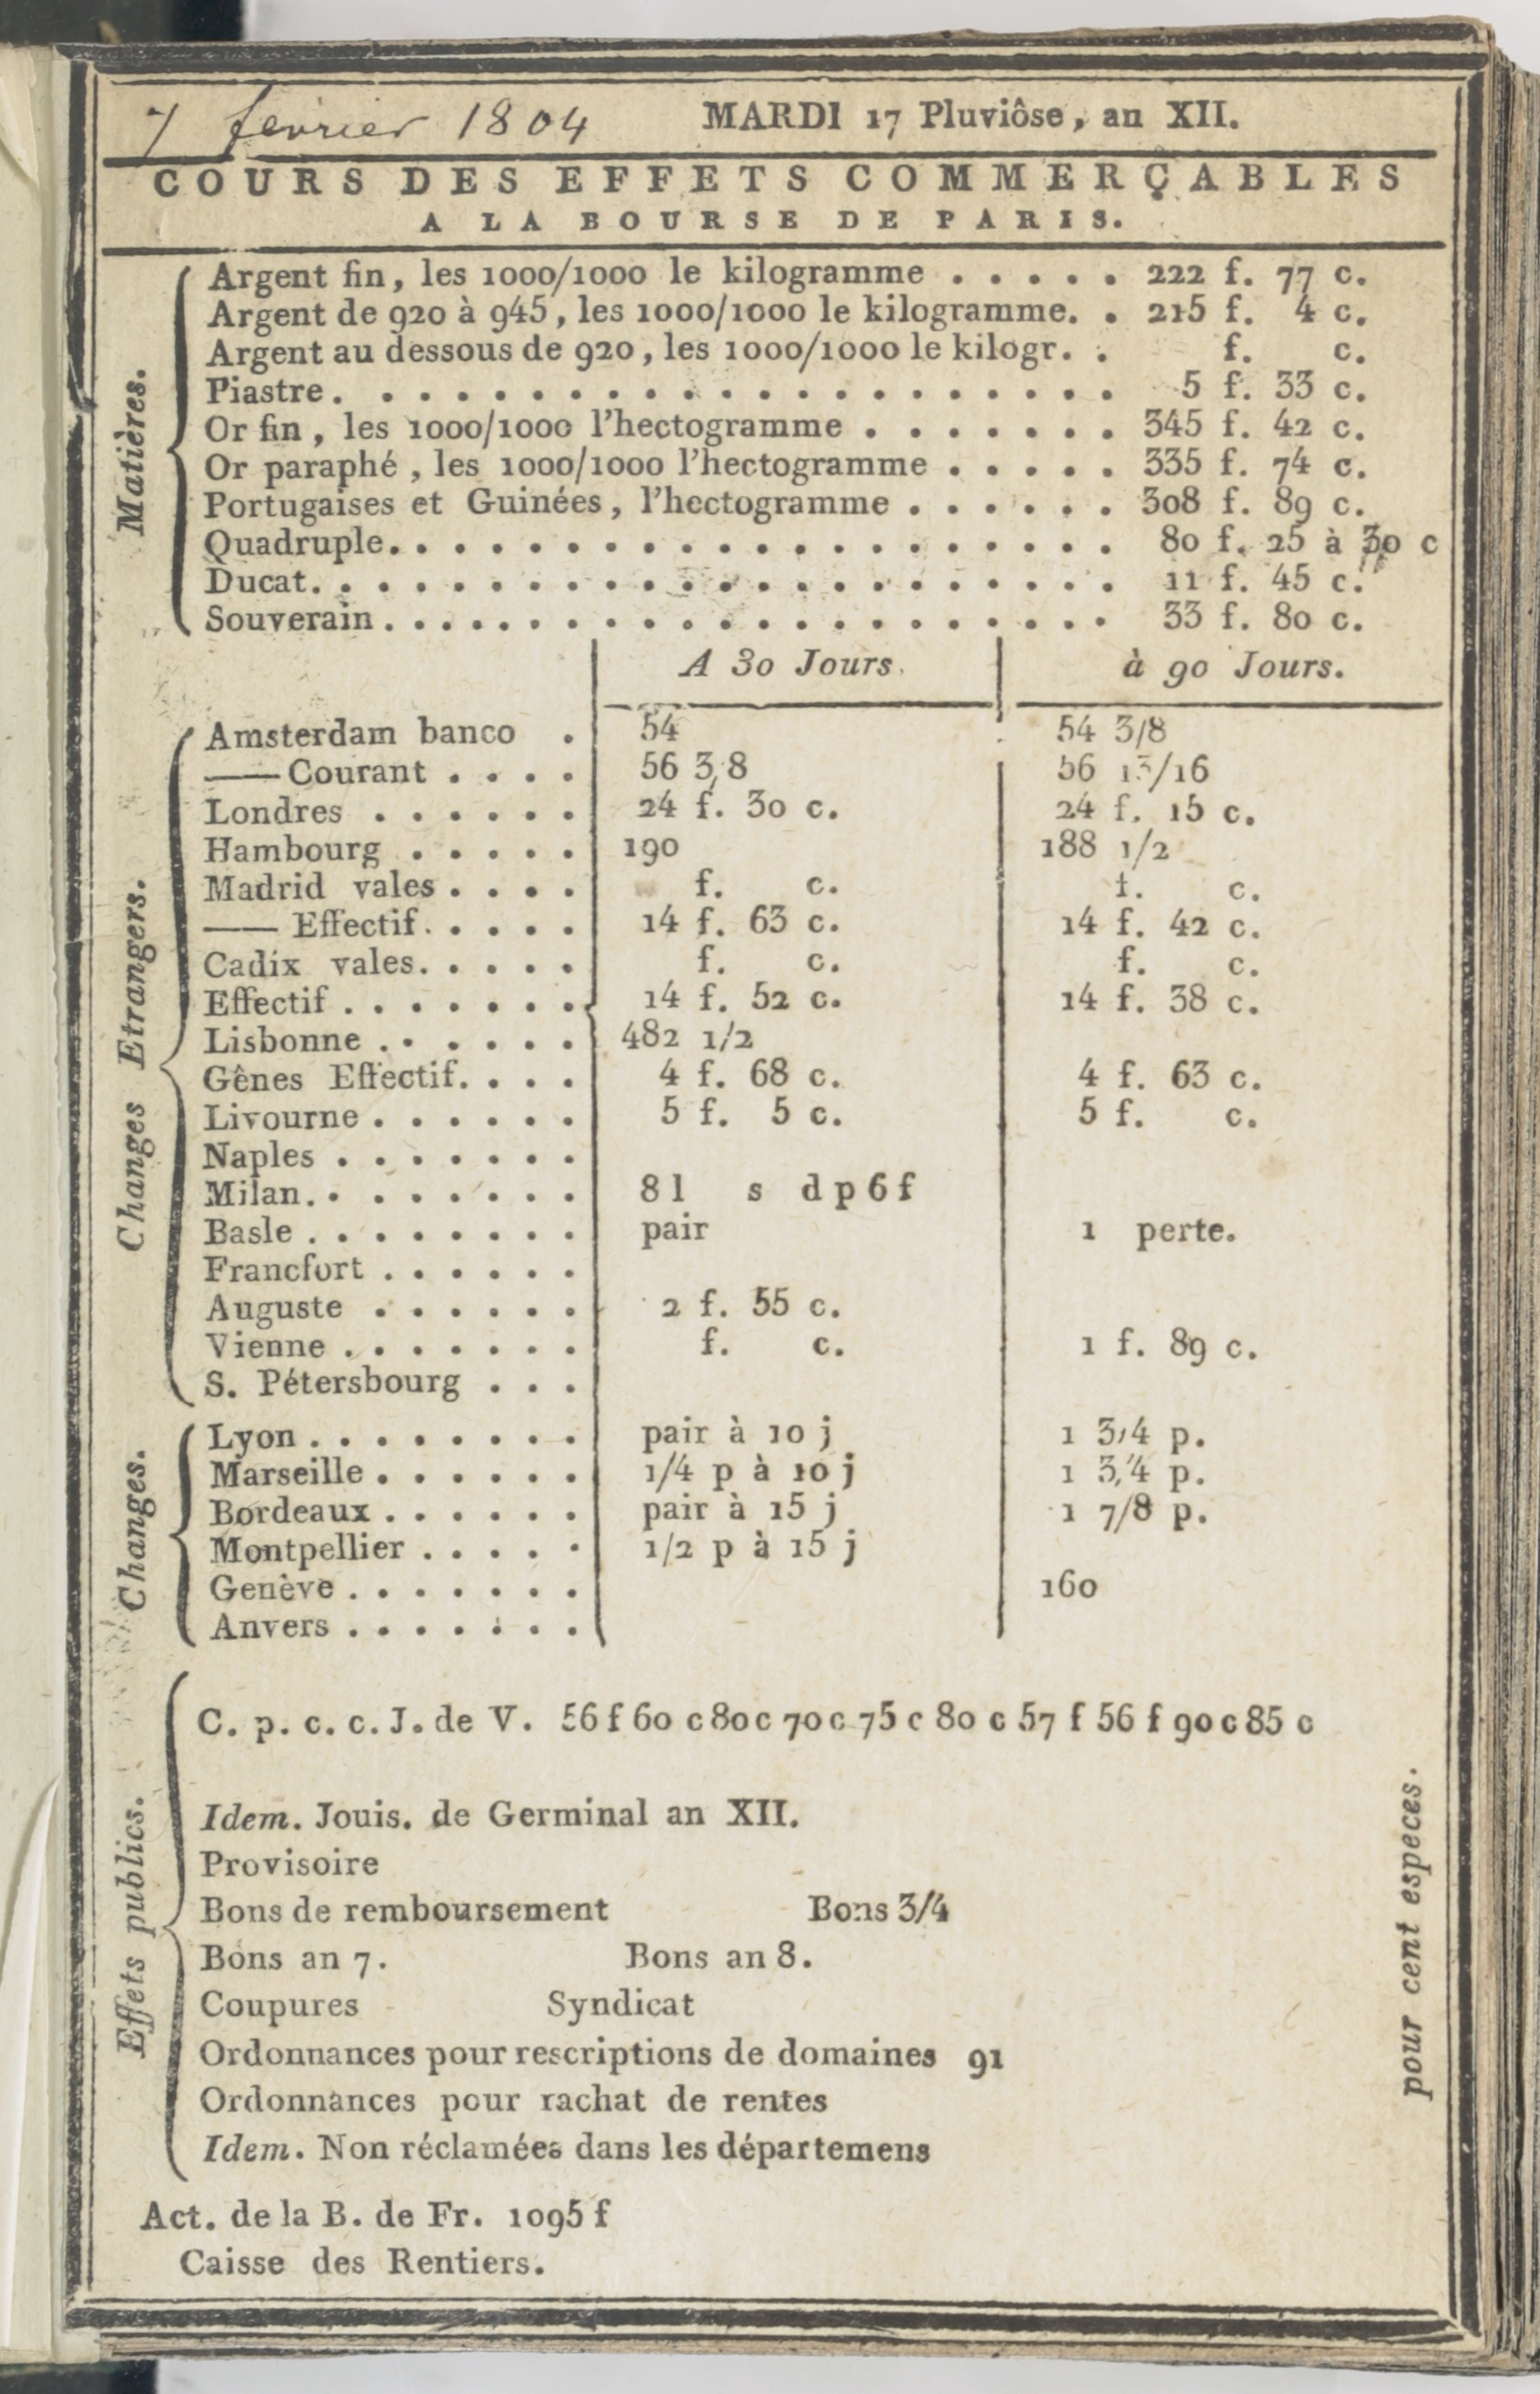 7 fevrier 1804 MARDI 17 Pluviôse, an XII.
COURS DES EFFETS COMMERÇABLES
A LA BOURSE DE PARIS.
Matières.
Argent fin, les 1000/1000 le kilogramme . . . . . 222 f. 77 c.
Argent de 920 à 945, les 1000/1000 le kilogramme. . 215 f. 4 c.
Argent au dessous de 920, les 1000/1000 le kilogr. . f. c.
Piastre. . . . . . . . . . . . . . . . . . . . . 5 f. 33 c.
Or fin, les 1000/1000 l'hectogramme . . . . . . . 345 f. 42 c.
Or paraphé, les 1000/1000 l'hectogramme . . . . . 335 f. 74 c.
Portugaises et Guinées, l'hectogramme . . . . . . 308 f. 89 c.
Quadruple. . . . . . . . . . . . . . . . . . . . 80 f. 25 à 30 c
Ducat. . . . . . . . . . . . . . . . . . . . . . 11 f. 45 c.
Souverain . . . . . . . . . . . . . . . . . . . . 33 f. 80 c.
A 30 Jours. à 90 Jours.
Changes Etrangers.
Amsterdam banco . 54 54 3/8
—— Courant . . . . 56 3/8 56 13/16
Londres . . . . . . 24 f. 30 c. 24 f. 15 c.
Hambourg . . . . . 190 188 1/2
Madrid vales . . . . f. c. f. c.
—— Effectif. . . . . 14 f. 63 c. 14 f. 42 c.
Cadix vales. . . . . f. c. f. c.
Effectif . . . . . . . 14 f. 52 c. 14 f. 38 c.
Lisbonne . . . . . . 482 1/2
Gênes Effectif. . . . 4 f. 68 c. 4 f. 63 c.
Livourne . . . . . . 5 f. 5 c. 5 f. c.
Naples . . . . . . .
Milan. . . . . . . . 8 l s d p 6 f
Basle . . . . . . . . pair 1 perte.
Francfort . . . . . .
Auguste . . . . . . 2 f. 55 c.
Vienne . . . . . . . f. c. 1 f. 89 c.
S. Pétersbourg . . .
Changes.
Lyon . . . . . . . . pair à 10 j 1 3/4 p.
Marseille . . . . . . 1/4 p à 10 j 1 3/4 p.
Bordeaux . . . . . . pair à 15 j 1 7/8 p.
Montpellier . . . . . 1/2 p à 15 j
Genève . . . . . . . 160
Anvers . . . . . . .
Effets publics.
C. p. c. c. J. de V. 56 f 60 c 80 c 70 c 75 c 80 c 57 f 56 f 90 c 85 c
Idem. Jouis. de Germinal an XII.
Provisoire
Bons de remboursement Bons 3/4
Bons an 7. Bons an 8.
Coupures Syndicat
Ordonnances pour rescriptions de domaines 91
Ordonnances pour rachat de rentes
Idem. Non réclamées dans les départemens
pour cent especes.
Act. de la B. de Fr. 1095 f
Caisse des Rentiers.